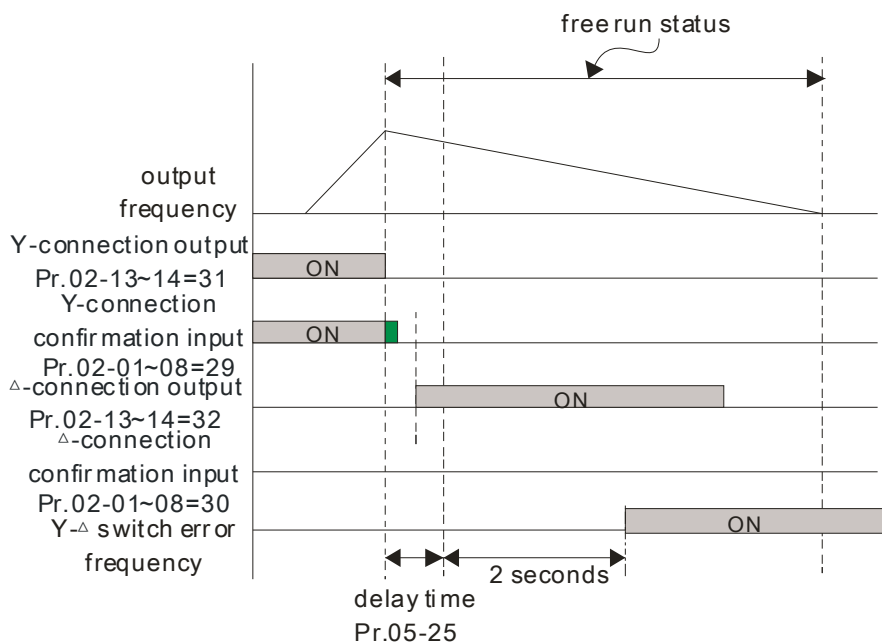 free run status
output
frequency
Y-connection output
ON
Pr.02-13~14=31
Y-connection
confirmation input
ON
Pr.02-01~08=29
△-connection output
ON
Pr.02-13~14=32
△-connection
confirmation input
Pr.02-01~08=30
Y-△ switch error
ON
frequency
2 seconds
delay time
Pr.05-25